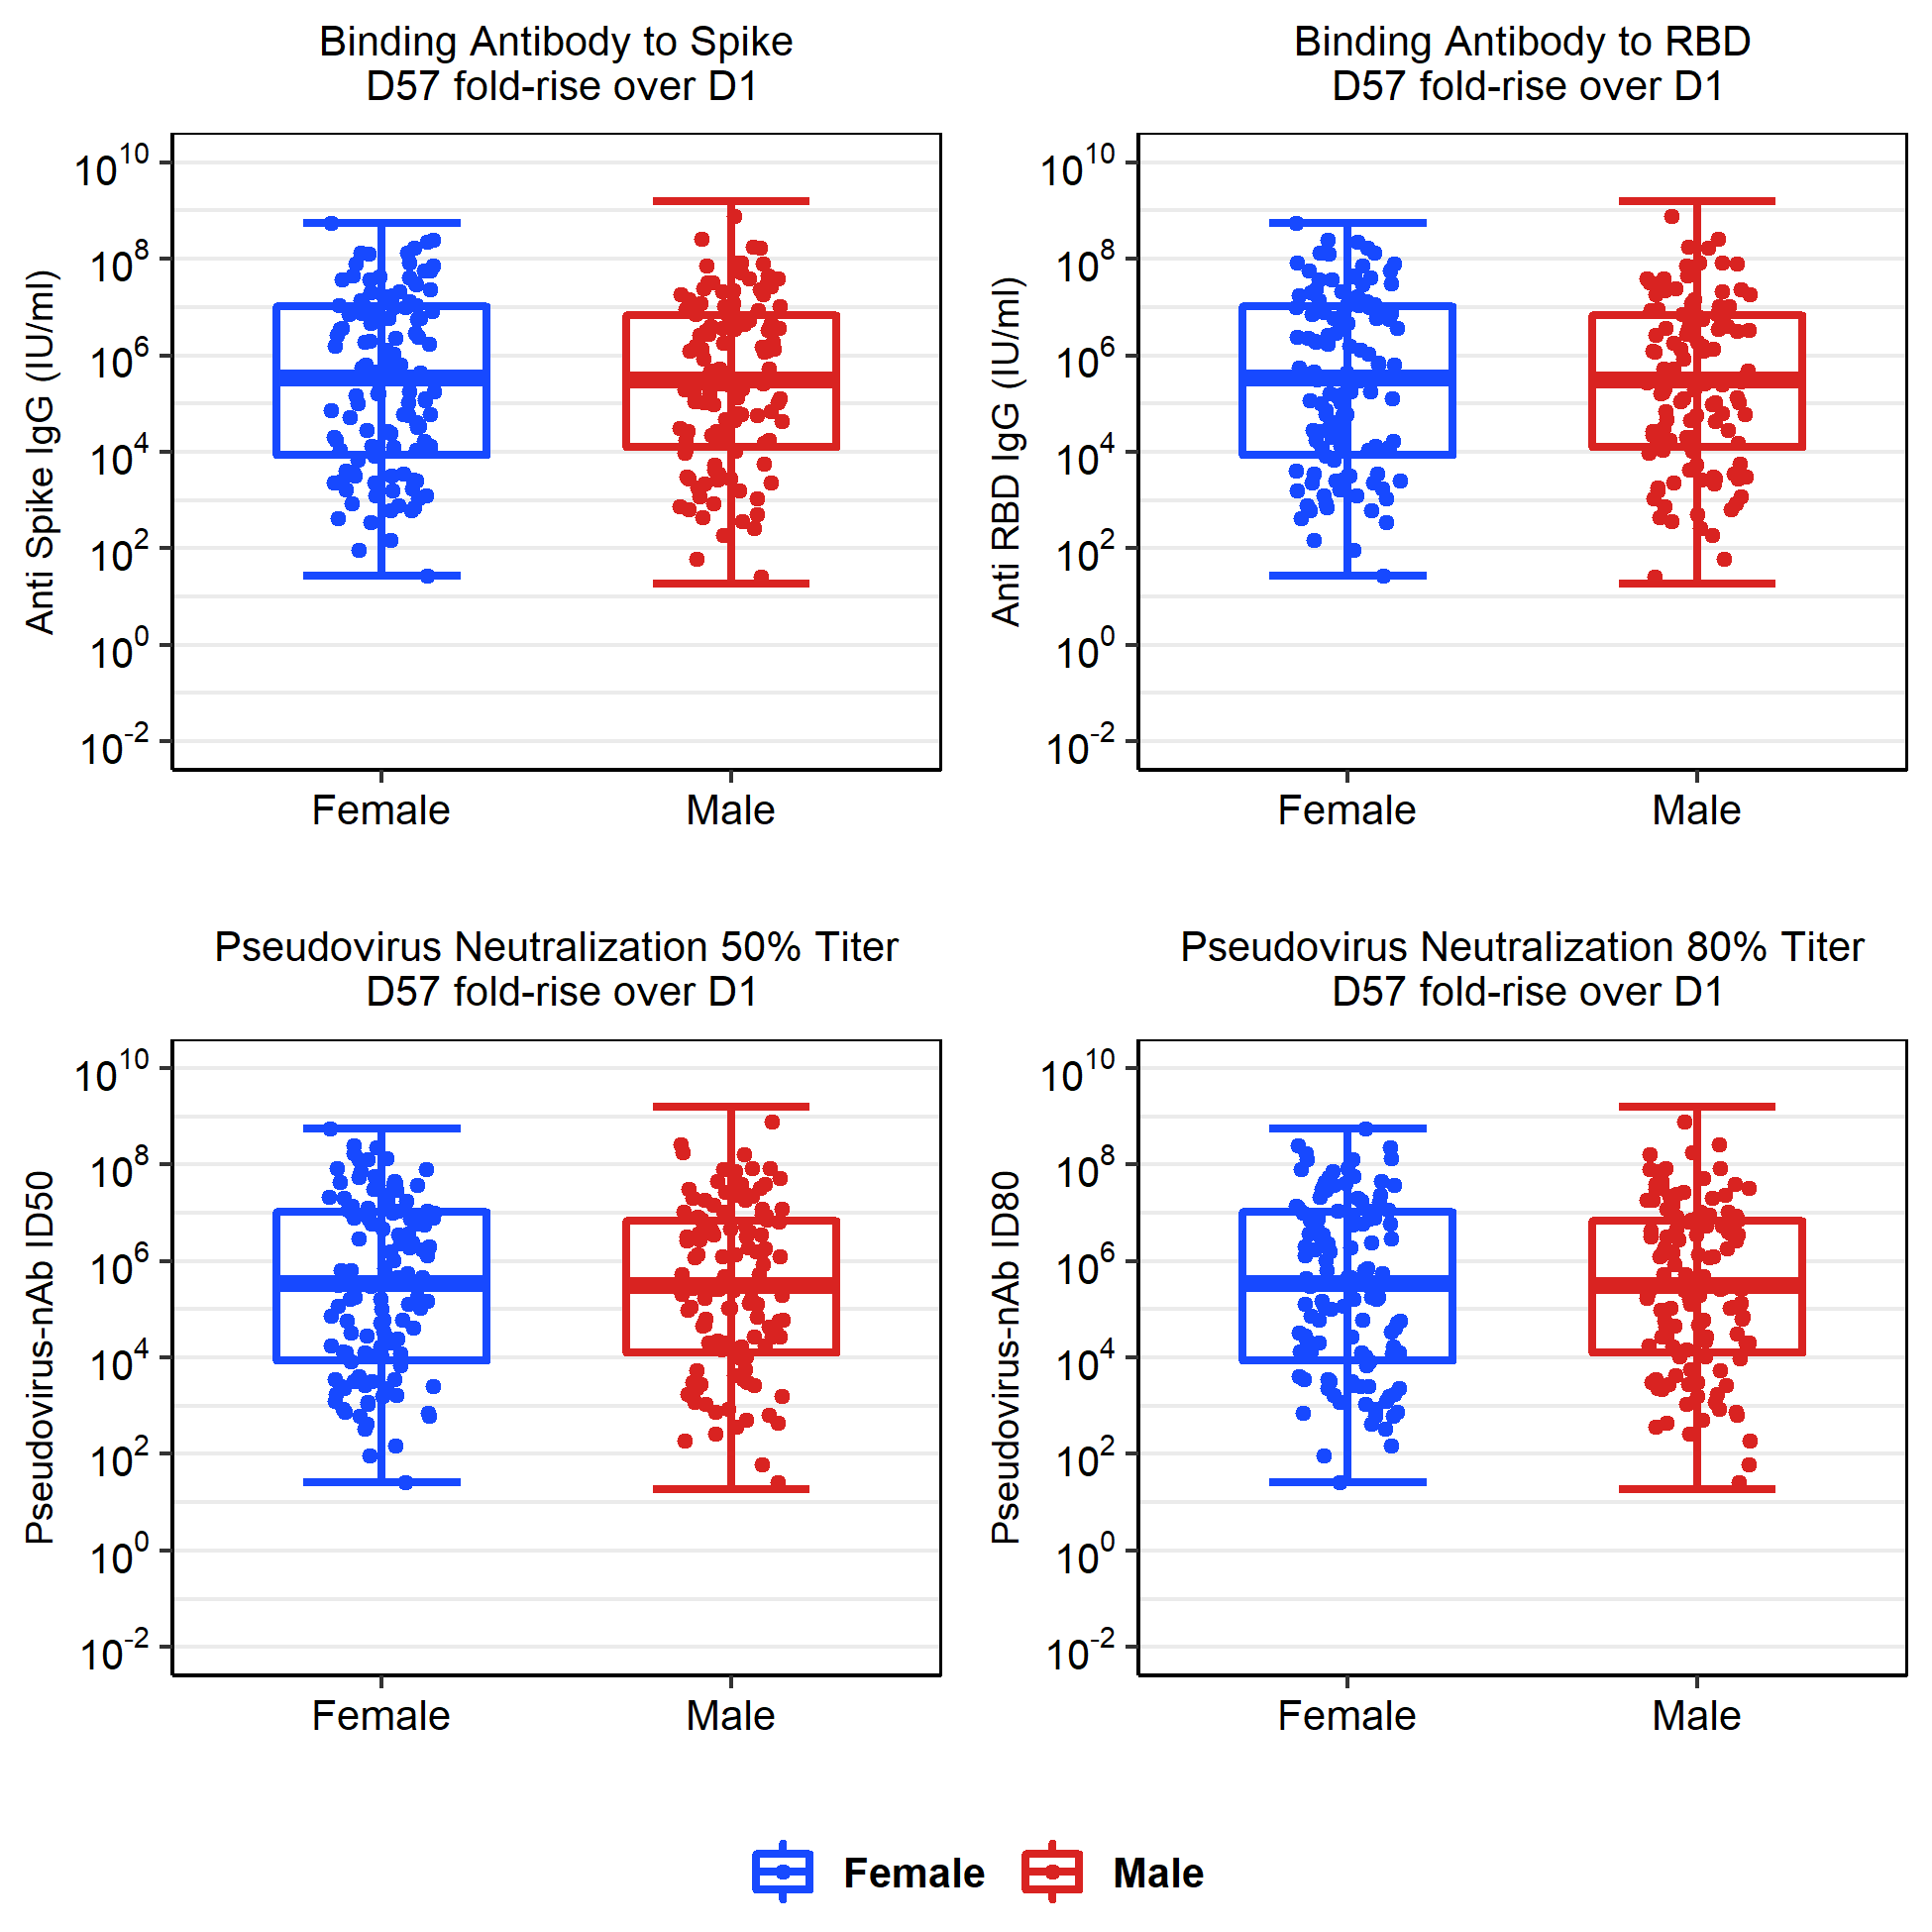 Binding Antibody to Spike
D57 fold-rise over D1
Anti Spike IgG (IU/ml)
10^10
10^8
10^6
10^4
10^2
10^0
10^-2
Female
Male
Binding Antibody to RBD
D57 fold-rise over D1
Anti RBD IgG (IU/ml)
10^10
10^8
10^6
10^4
10^2
10^0
10^-2
Female
Male
Pseudovirus Neutralization 50% Titer
D57 fold-rise over D1
Pseudovirus-nAb ID50
10^10
10^8
10^6
10^4
10^2
10^0
10^-2
Female
Male
Pseudovirus Neutralization 80% Titer
D57 fold-rise over D1
Pseudovirus-nAb ID80
10^10
10^8
10^6
10^4
10^2
10^0
10^-2
Female
Male
Female
Male